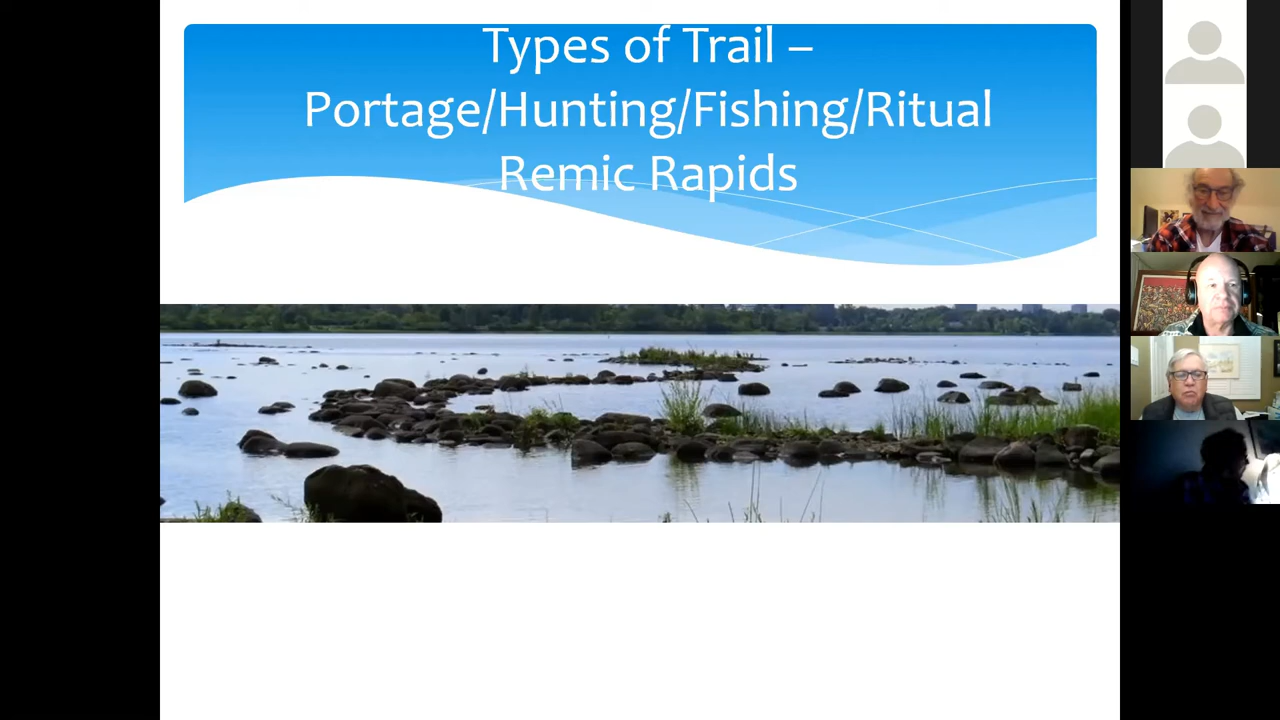 Types of Trail –
Portage/Hunting/Fishing/Ritual
Remic Rapids